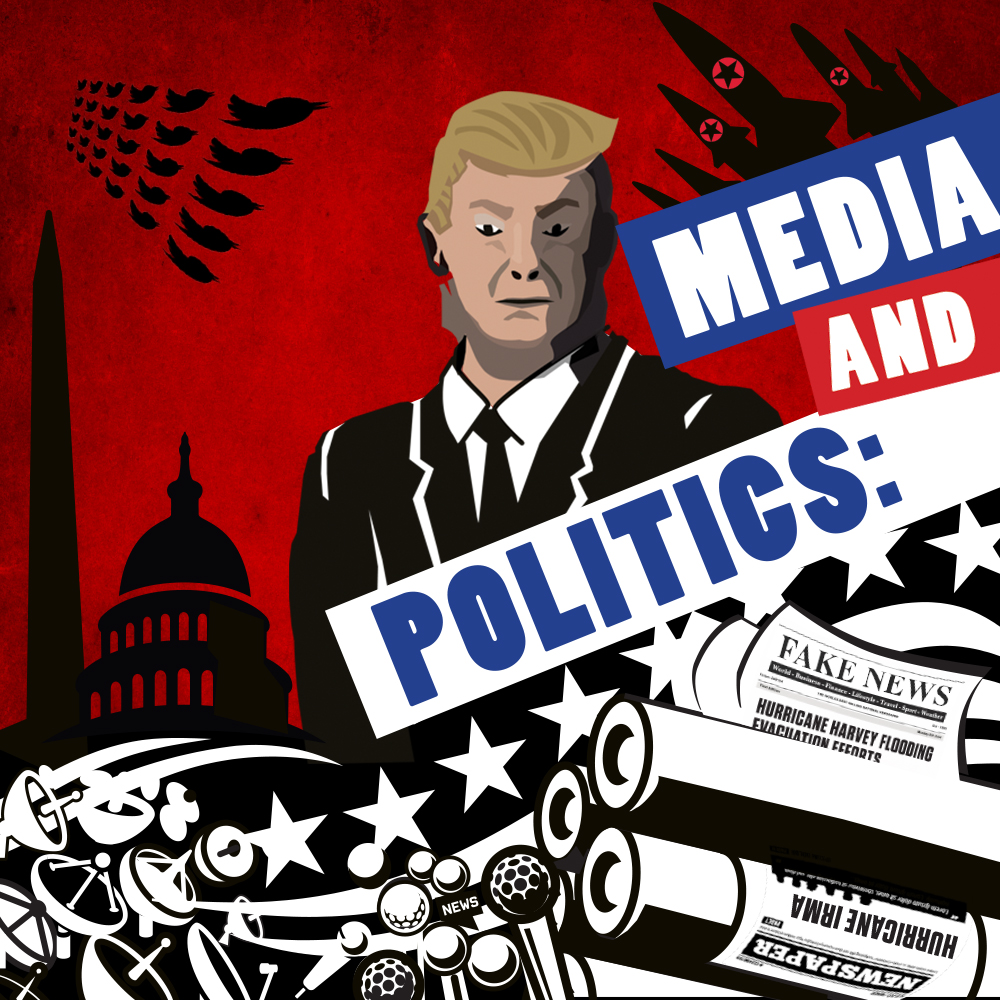 MEDIA
AND
POLITICS:
FAKE NEWS
World - Business - Finance - Lifestyle - Travel - Sport - Weather
HURRICANE HARVEY FLOODING
EVACUATION EFFORTS
NEWS
HURRICANE IRMA
NEWSPAPER